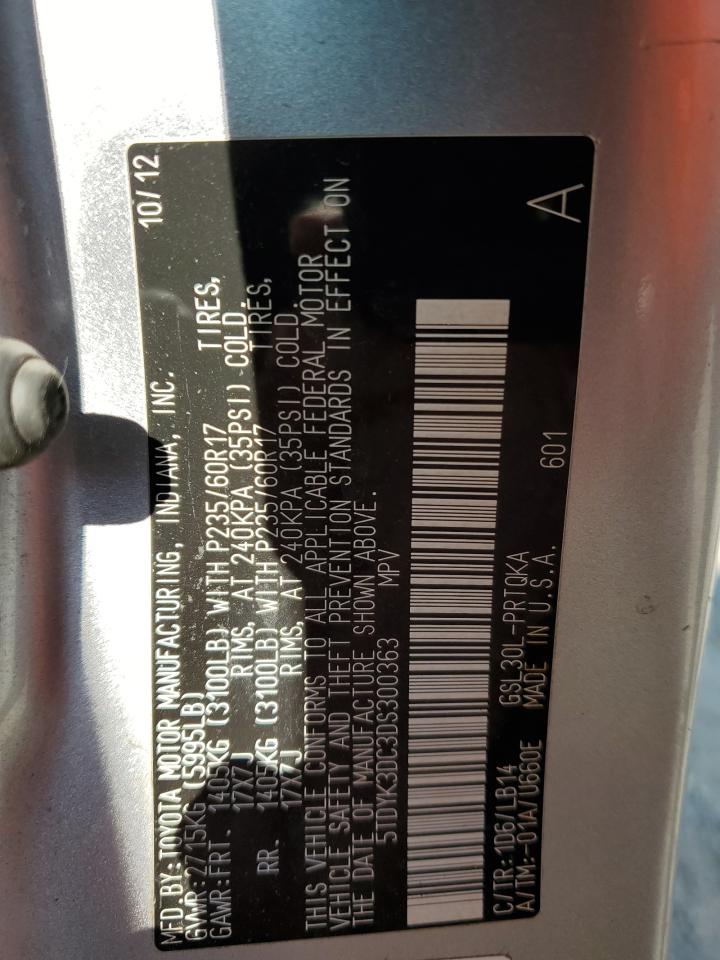 MFD.BY:TOYOTA MOTOR MANUFACTURING, INDIANA, INC. 10/12
GVWR:2715KG (5995LB)
GAWR:FRT. 1405KG (3100LB) WITH P235/60R17 TIRES,
17X7J RIMS, AT 240KPA (35PSI) COLD.
RR. 1405KG (3100LB) WITH P235/60R17 TIRES,
17X7J RIMS, AT 240KPA (35PSI) COLD.
THIS VEHICLE CONFORMS TO ALL APPLICABLE FEDERAL MOTOR
VEHICLE SAFETY AND THEFT PREVENTION STANDARDS IN EFFECT ON
THE DATE OF MANUFACTURE SHOWN ABOVE.
5TDYK3DC3DS300363 MPV
C/TR:1D6/LB14 GSL30L-PRTQKA 601 A
A/TM:-01A/U660E MADE IN U.S.A.